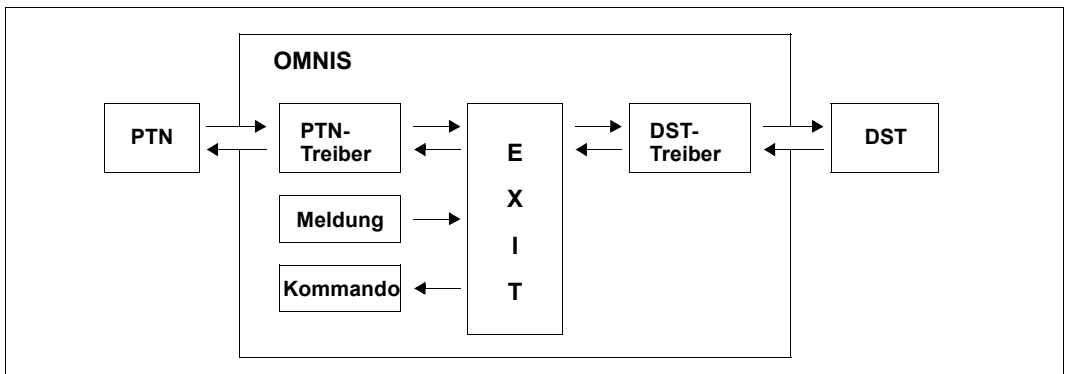 OMNIS
PTN
PTN-
Treiber
E
X
I
T
DST-
Treiber
DST
Meldung
Kommando